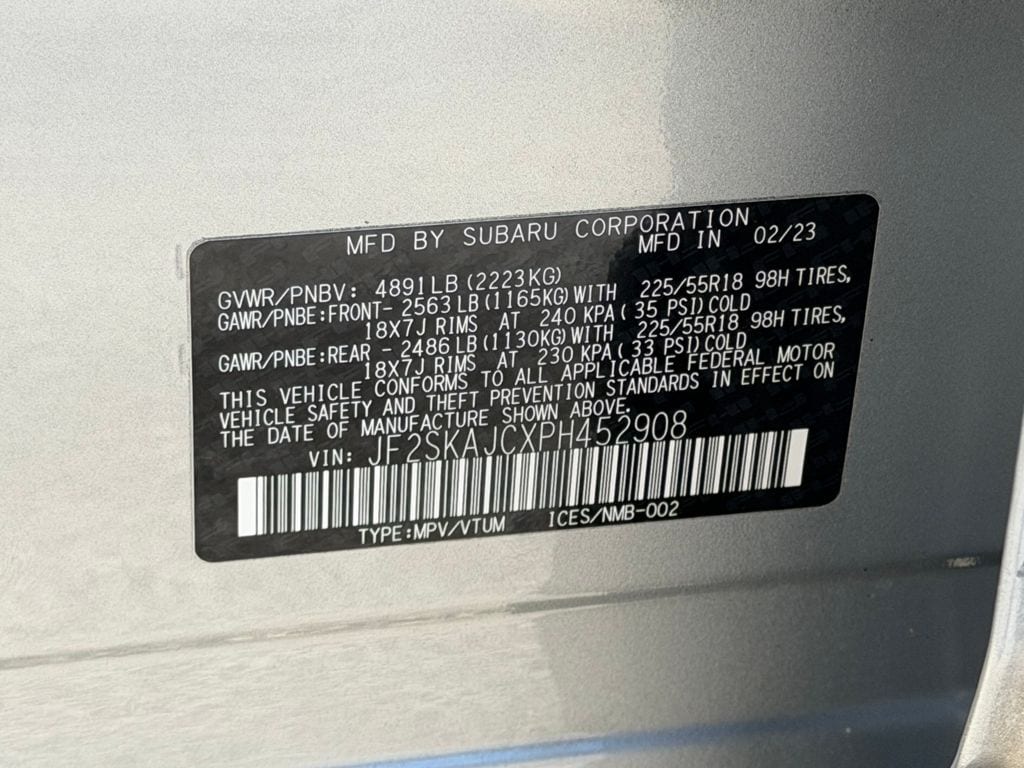 MFD BY SUBARU CORPORATION
MFD IN 02/23
GVWR/PNBV: 4891LB (2223KG)
GAWR/PNBE:FRONT- 2563LB (1165KG) WITH 225/55R18 98H TIRES,
18X7J RIMS AT 240 KPA ( 35 PSI) COLD
GAWR/PNBE:REAR - 2486LB (1130KG) WITH 225/55R18 98H TIRES,
18X7J RIMS AT 230 KPA ( 33 PSI) COLD
THIS VEHICLE CONFORMS TO ALL APPLICABLE FEDERAL MOTOR
VEHICLE SAFETY AND THEFT PREVENTION STANDARDS IN EFFECT ON
THE DATE OF MANUFACTURE SHOWN ABOVE.
VIN: JF2SKAJCXPH452908
TYPE:MPV/VTUM ICES/NMB-002